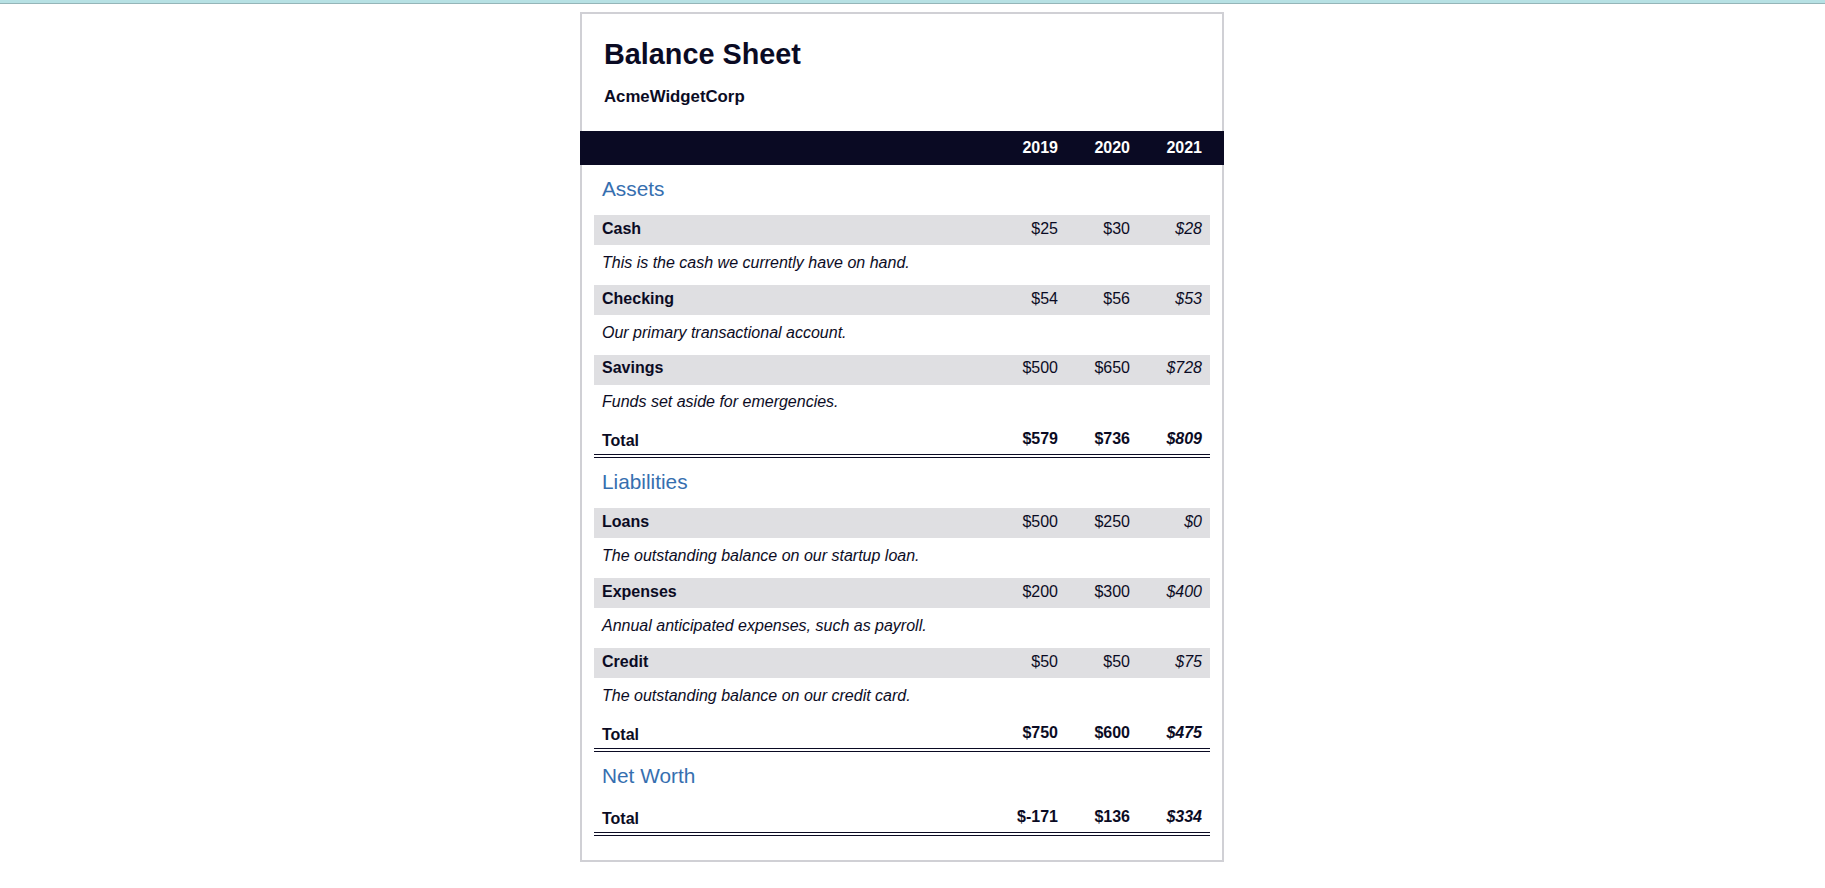 Balance Sheet
AcmeWidgetCorp
2019 2020 2021
Assets
Cash $25 $30 $28
This is the cash we currently have on hand.
Checking $54 $56 $53
Our primary transactional account.
Savings $500 $650 $728
Funds set aside for emergencies.
Total $579 $736 $809
Liabilities
Loans $500 $250 $0
The outstanding balance on our startup loan.
Expenses $200 $300 $400
Annual anticipated expenses, such as payroll.
Credit $50 $50 $75
The outstanding balance on our credit card.
Total $750 $600 $475
Net Worth
Total $-171 $136 $334